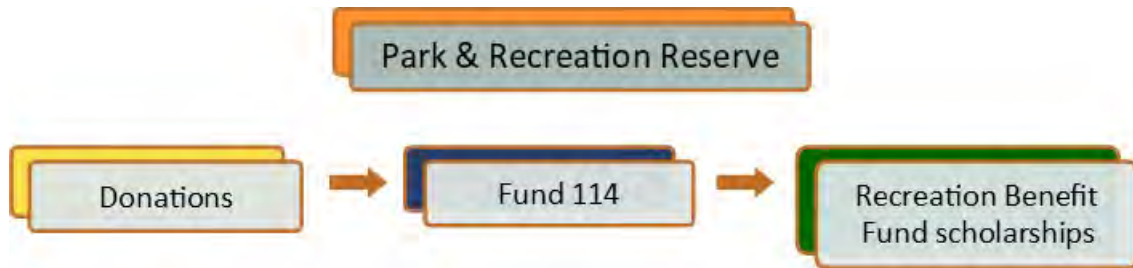 Park & Recreation Reserve
Donations
Fund 114
Recreation Benefit
Fund scholarships